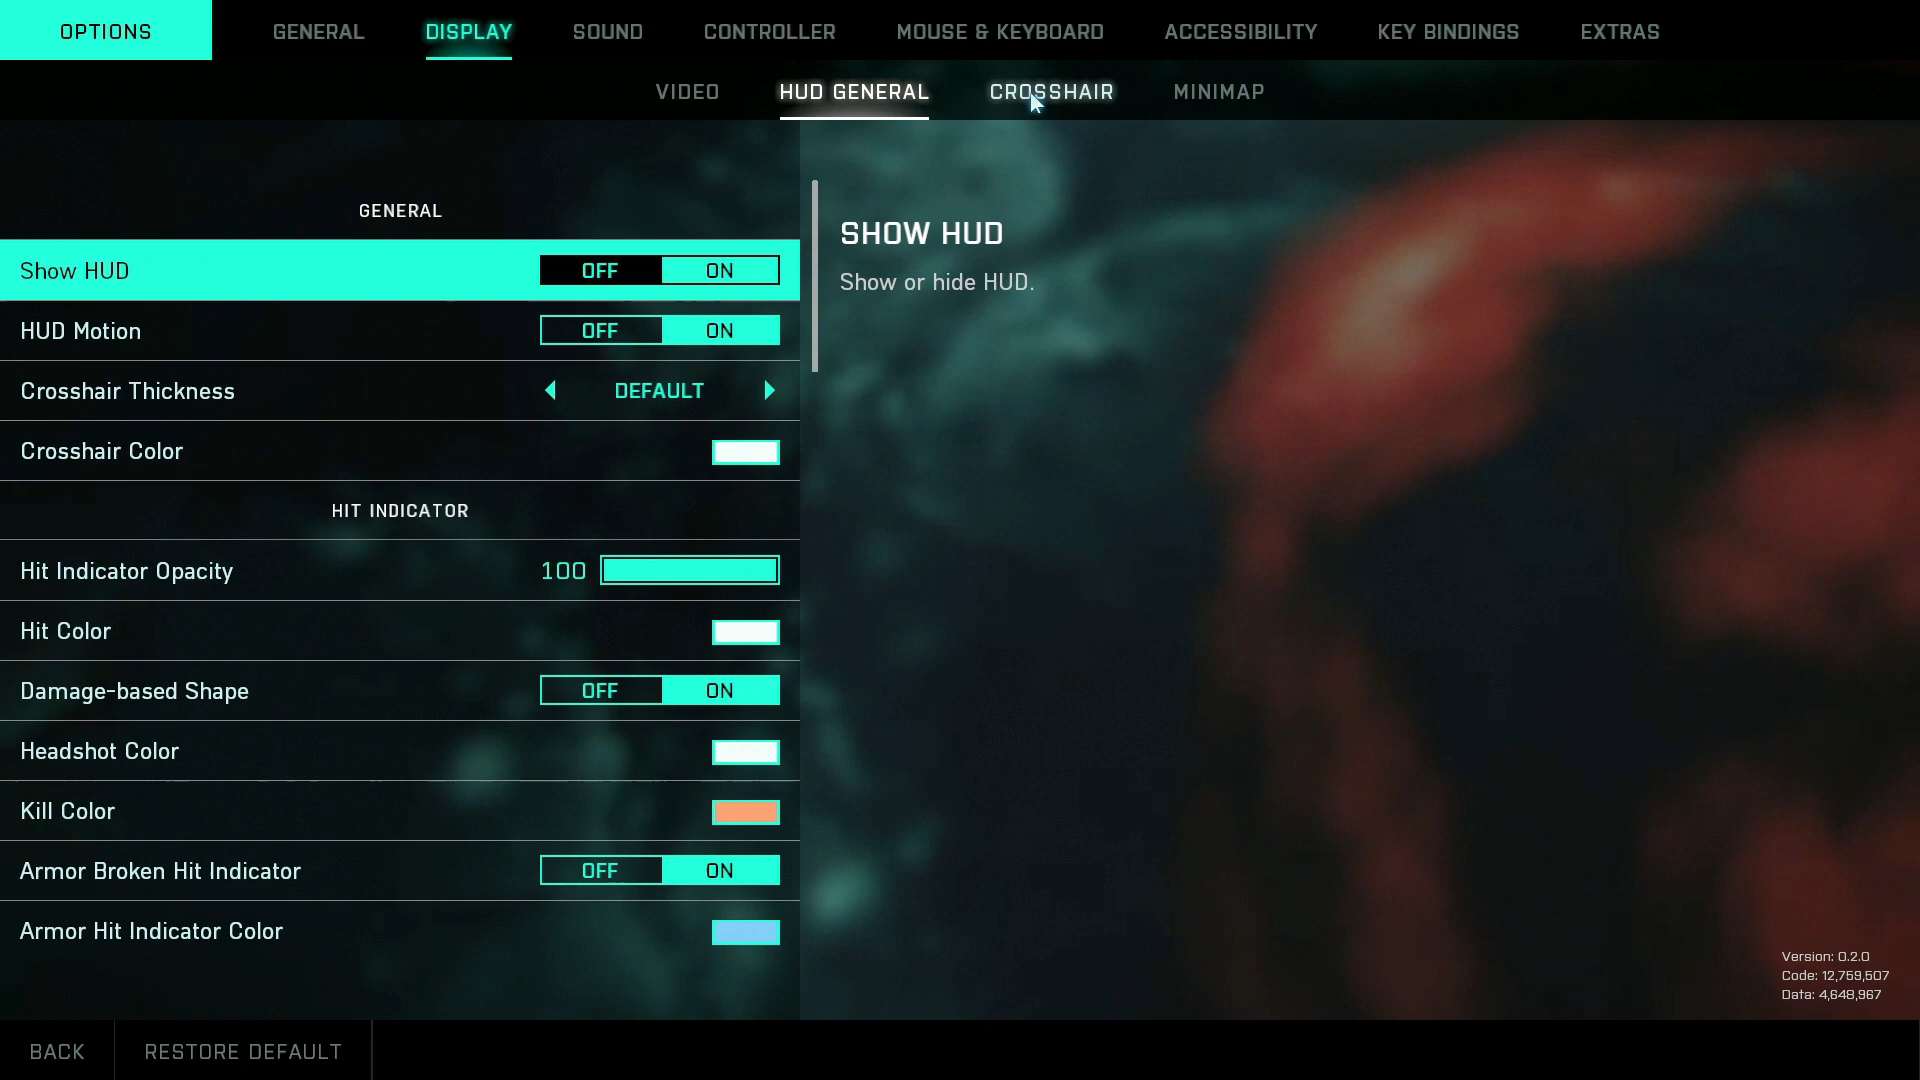 OPTIONS GENERAL DISPLAY SOUND CONTROLLER MOUSE & KEYBOARD ACCESSIBILITY KEY BINDINGS EXTRAS
VIDEO HUD GENERAL CROSSHAIR MINIMAP
GENERAL
Show HUD OFF ON
HUD Motion OFF ON
Crosshair Thickness DEFAULT
Crosshair Color
HIT INDICATOR
Hit Indicator Opacity 100
Hit Color
Damage-based Shape OFF ON
Headshot Color
Kill Color
Armor Broken Hit Indicator OFF ON
Armor Hit Indicator Color
SHOW HUD
Show or hide HUD.
Version: 0.2.0
Code: 12,759,507
Data: 4,648,967
BACK RESTORE DEFAULT